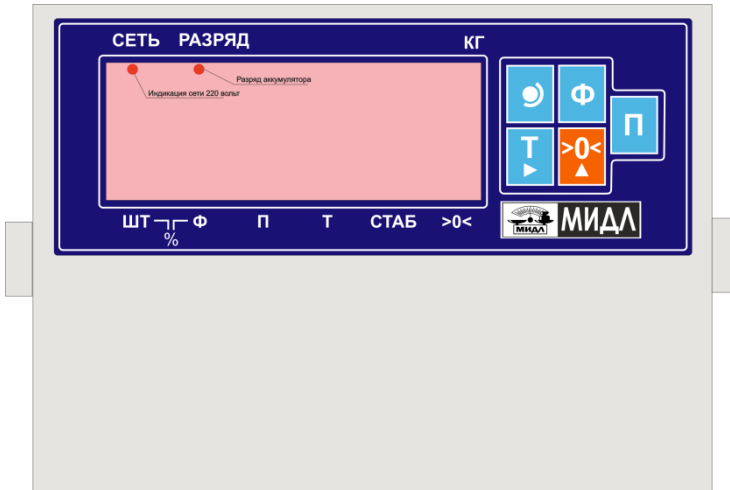 СЕТЬ РАЗРЯД КГ
Разряд аккумулятора
Индикация сети 220 вольт
Ф
П
Т >0<
ШТ Ф П Т СТАБ >0<
%
МИДЛ МИДЛ